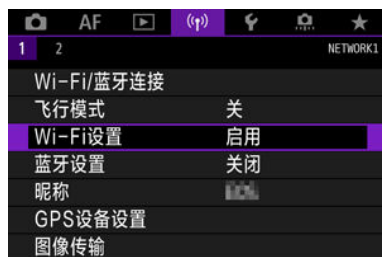 AF
1 2 NETWORK1
Wi-Fi/蓝牙连接
飞行模式 关
Wi-Fi设置 启用
蓝牙设置 关闭
昵称
GPS设备设置
图像传输